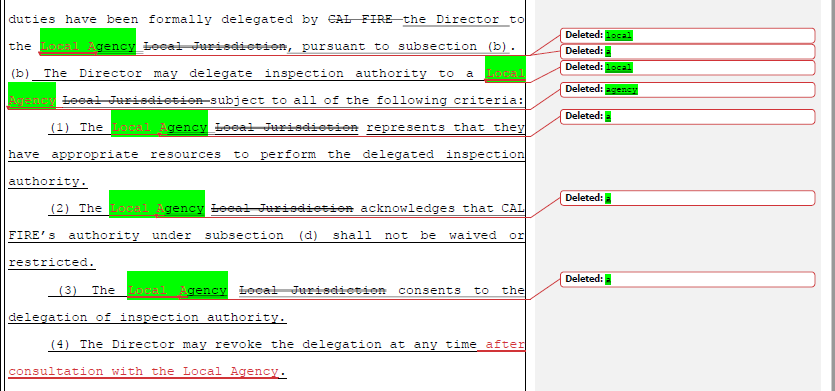 duties have been formally delegated by CAL FIRE the Director to
the Local Agency Local Jurisdiction, pursuant to subsection (b).
(b) The Director may delegate inspection authority to a Local
Agency Local Jurisdiction subject to all of the following criteria:
(1) The Local Agency Local Jurisdiction represents that they
have appropriate resources to perform the delegated inspection
authority.
(2) The Local Agency Local Jurisdiction acknowledges that CAL
FIRE’s authority under subsection (d) shall not be waived or
restricted.
(3) The Local Agency Local Jurisdiction consents to the
delegation of inspection authority.
(4) The Director may revoke the delegation at any time after
consultation with the Local Agency.
Deleted: local
Deleted: a
Deleted: local
Deleted: agency
Deleted: a
Deleted: a
Deleted: a